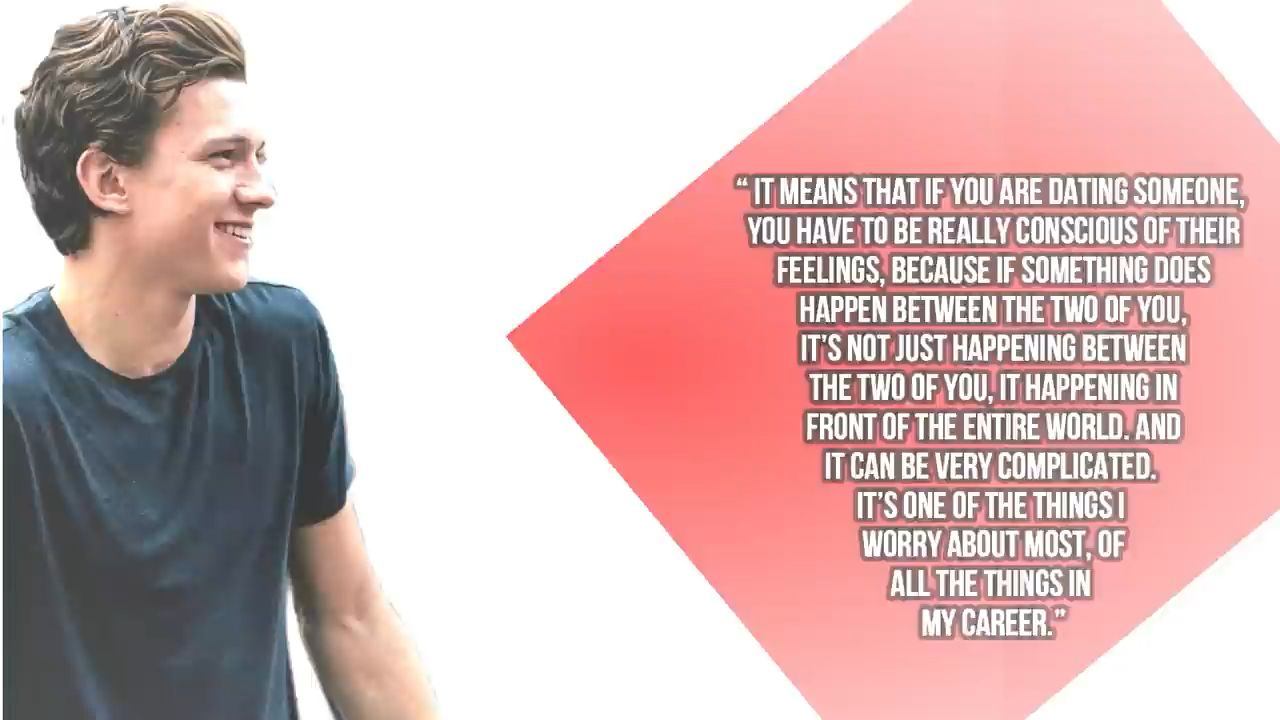 “ IT MEANS THAT IF YOU ARE DATING SOMEONE,
YOU HAVE TO BE REALLY CONSCIOUS OF THEIR
FEELINGS, BECAUSE IF SOMETHING DOES
HAPPEN BETWEEN THE TWO OF YOU,
IT’S NOT JUST HAPPENING BETWEEN
THE TWO OF YOU, IT HAPPENING IN
FRONT OF THE ENTIRE WORLD. AND
IT CAN BE VERY COMPLICATED.
IT’S ONE OF THE THINGS I
WORRY ABOUT MOST, OF
ALL THE THINGS IN
MY CAREER.”